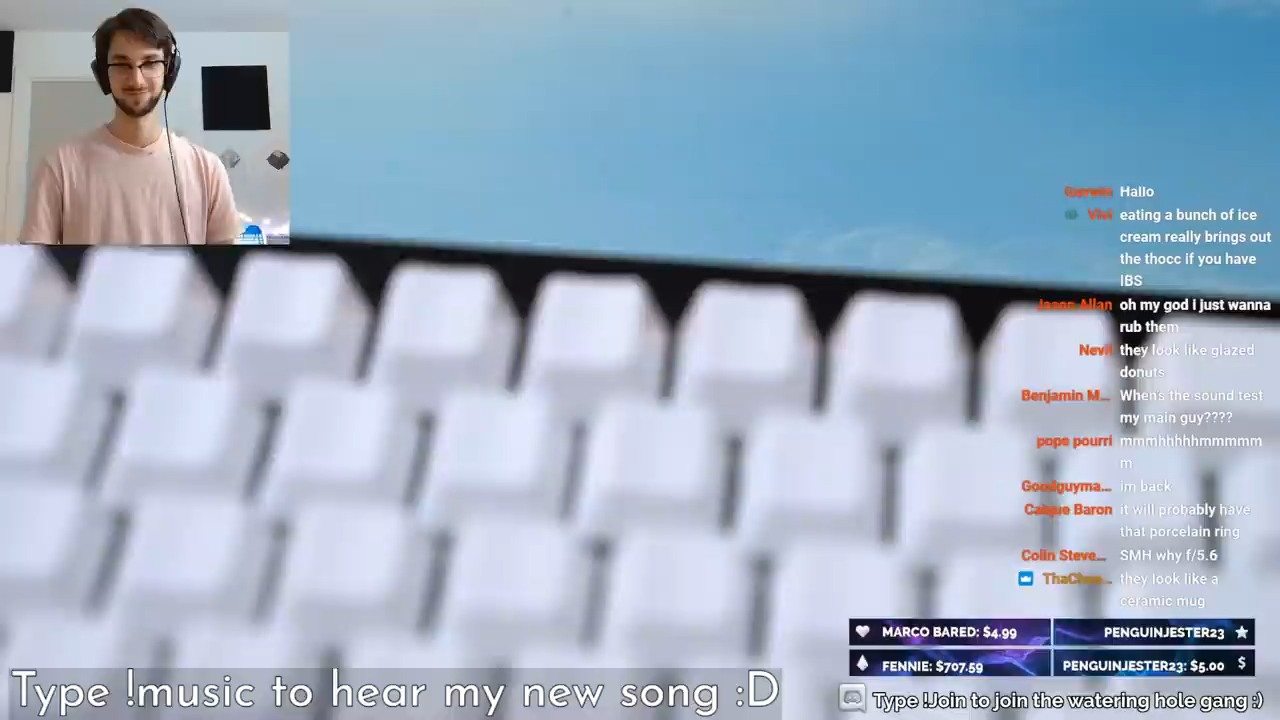 Hallo
Vivi eating a bunch of ice
cream really brings out
the thocc if you have
IBS
Jason Allan oh my god i just wanna
rub them
Nevil they look like glazed
donuts
Benjamin M... When's the sound test
my main guy????
pope pourri mmmhhhhhmmmmm
m
Goodguyma... im back
Caique Baron it will probably have
that porcelain ring
Colin Steve... SMH why f/5.6
they look like a
ceramic mug
MARCO BARED: $4.99 PENGUINJESTER23
FENNIE: $707.59 PENGUINJESTER23: $5.00 $
Type !music to hear my new song :D
Type !Join to join the watering hole gang :)